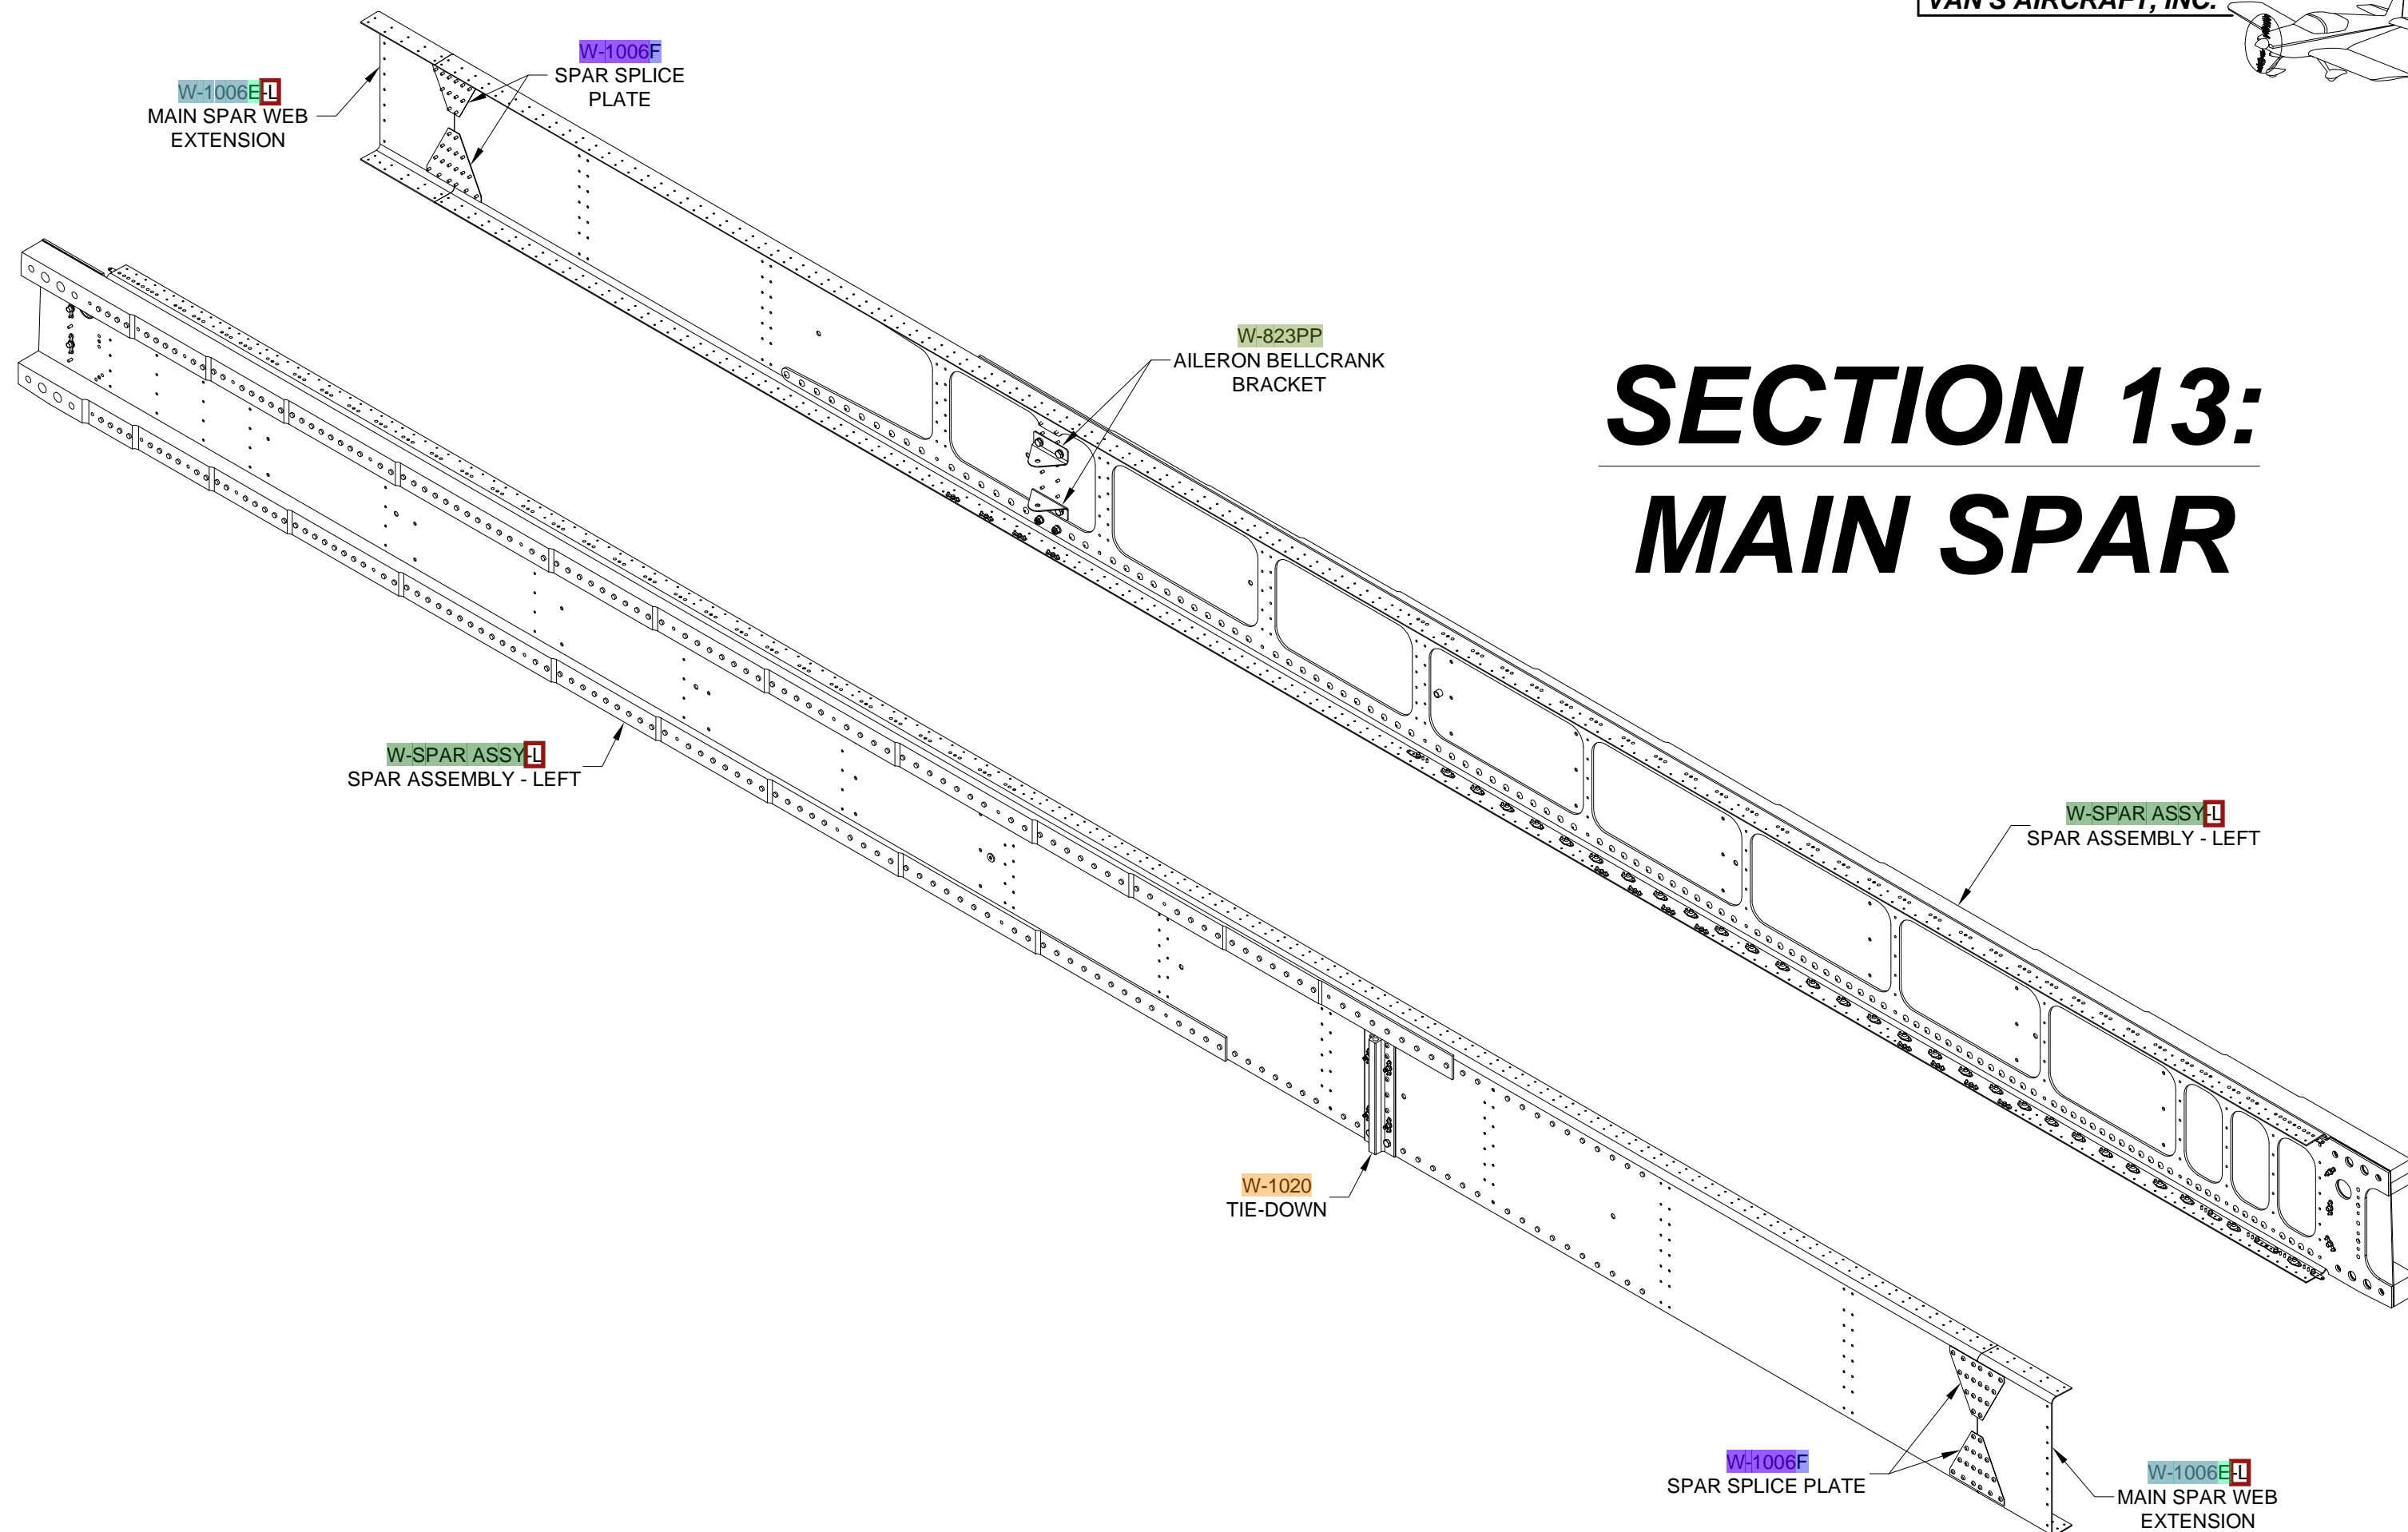 VAN'S AIRCRAFT, INC.
W-1006F
SPAR SPLICE
PLATE
W-1006E-L
MAIN SPAR WEB
EXTENSION
W-823PP
AILERON BELLCRANK
BRACKET
SECTION 13:
MAIN SPAR
W-SPAR ASSY-L
SPAR ASSEMBLY - LEFT
W-SPAR ASSY-L
SPAR ASSEMBLY - LEFT
W-1020
TIE-DOWN
W-1006F
SPAR SPLICE PLATE
W-1006E-L
MAIN SPAR WEB
EXTENSION